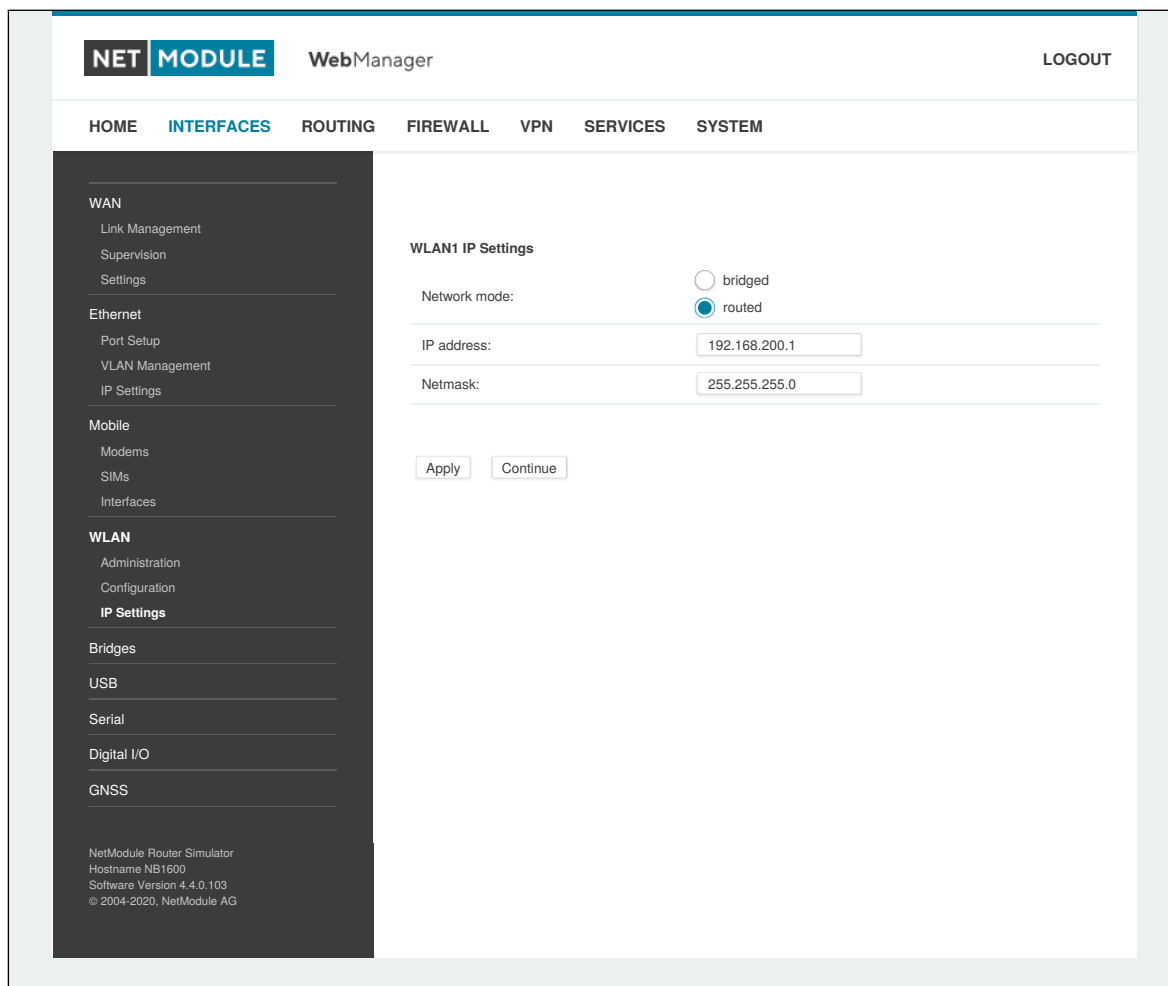 NET MODULE WebManager LOGOUT
HOME INTERFACES ROUTING FIREWALL VPN SERVICES SYSTEM
WAN
Link Management
Supervision
Settings
Ethernet
Port Setup
VLAN Management
IP Settings
Mobile
Modems
SIMs
Interfaces
WLAN
Administration
Configuration
IP Settings
Bridges
USB
Serial
Digital I/O
GNSS
NetModule Router Simulator
Hostname NB1600
Software Version 4.4.0.103
© 2004-2020, NetModule AG
WLAN1 IP Settings
Network mode:
bridged
routed
IP address: 192.168.200.1
Netmask: 255.255.255.0
Apply Continue